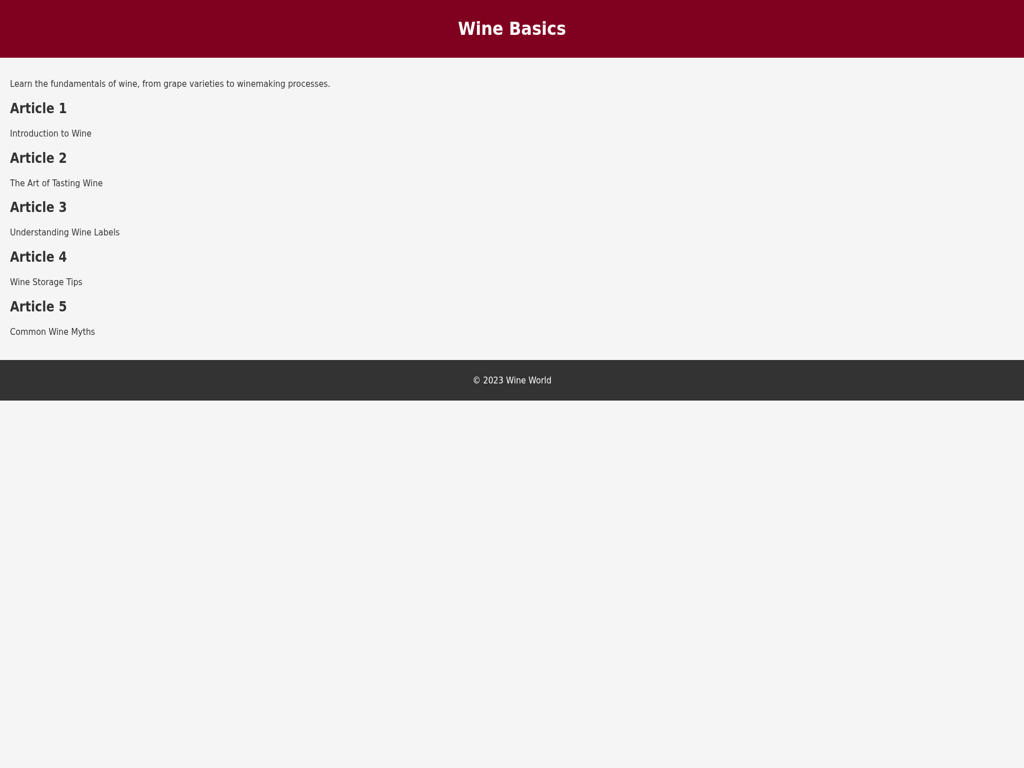 Wine Basics
Learn the fundamentals of wine, from grape varieties to winemaking processes.
Article 1
Introduction to Wine
Article 2
The Art of Tasting Wine
Article 3
Understanding Wine Labels
Article 4
Wine Storage Tips
Article 5
Common Wine Myths
© 2023 Wine World